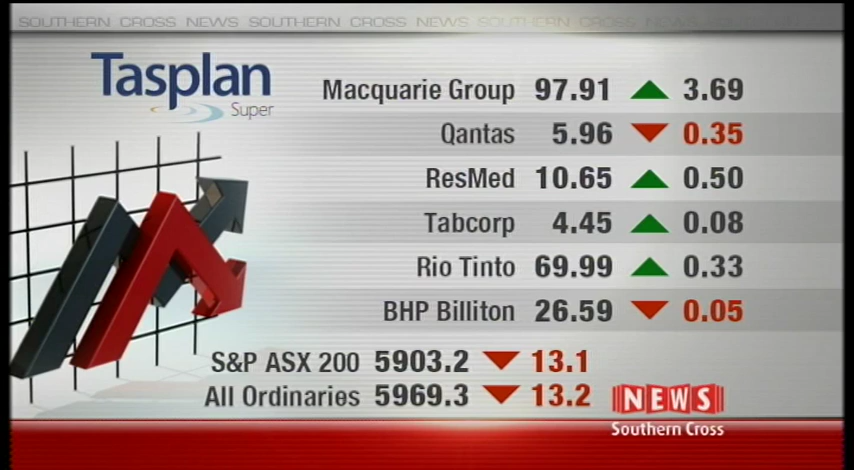 SOUTHERN CROSS NEWS SOUTHERN CROSS NEWS SOUTHERN CROSS NEWS
Tasplan
Super
Macquarie Group 97.91 ▲ 3.69
Qantas 5.96 ▼ 0.35
ResMed 10.65 ▲ 0.50
Tabcorp 4.45 ▲ 0.08
Rio Tinto 69.99 ▲ 0.33
BHP Billiton 26.59 ▼ 0.05
S&P ASX 200 5903.2 ▼ 13.1
All Ordinaries 5969.3 ▼ 13.2
NEWS
Southern Cross